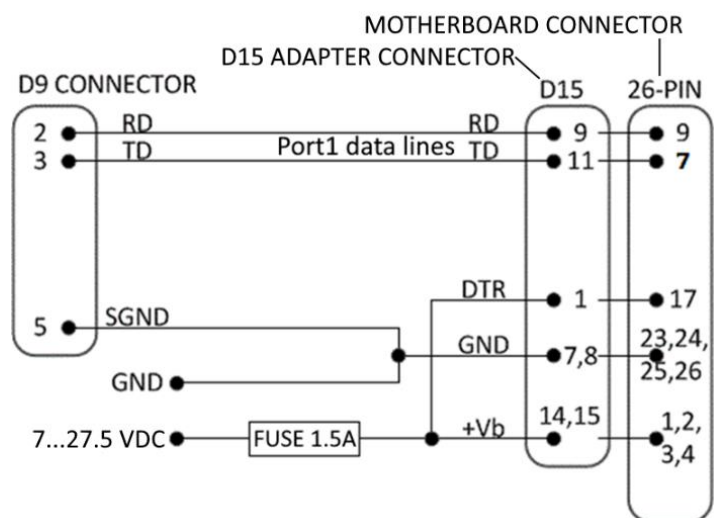 MOTHERBOARD CONNECTOR
D15 ADAPTER CONNECTOR
D9 CONNECTOR D15 26-PIN
2 RD RD 9 9
3 TD Port1 data lines TD 11 7
DTR 1 17
5 SGND
GND 7,8 23,24,
25,26
GND
7...27.5 VDC FUSE 1.5A +Vb 14,15 1,2,
3,4